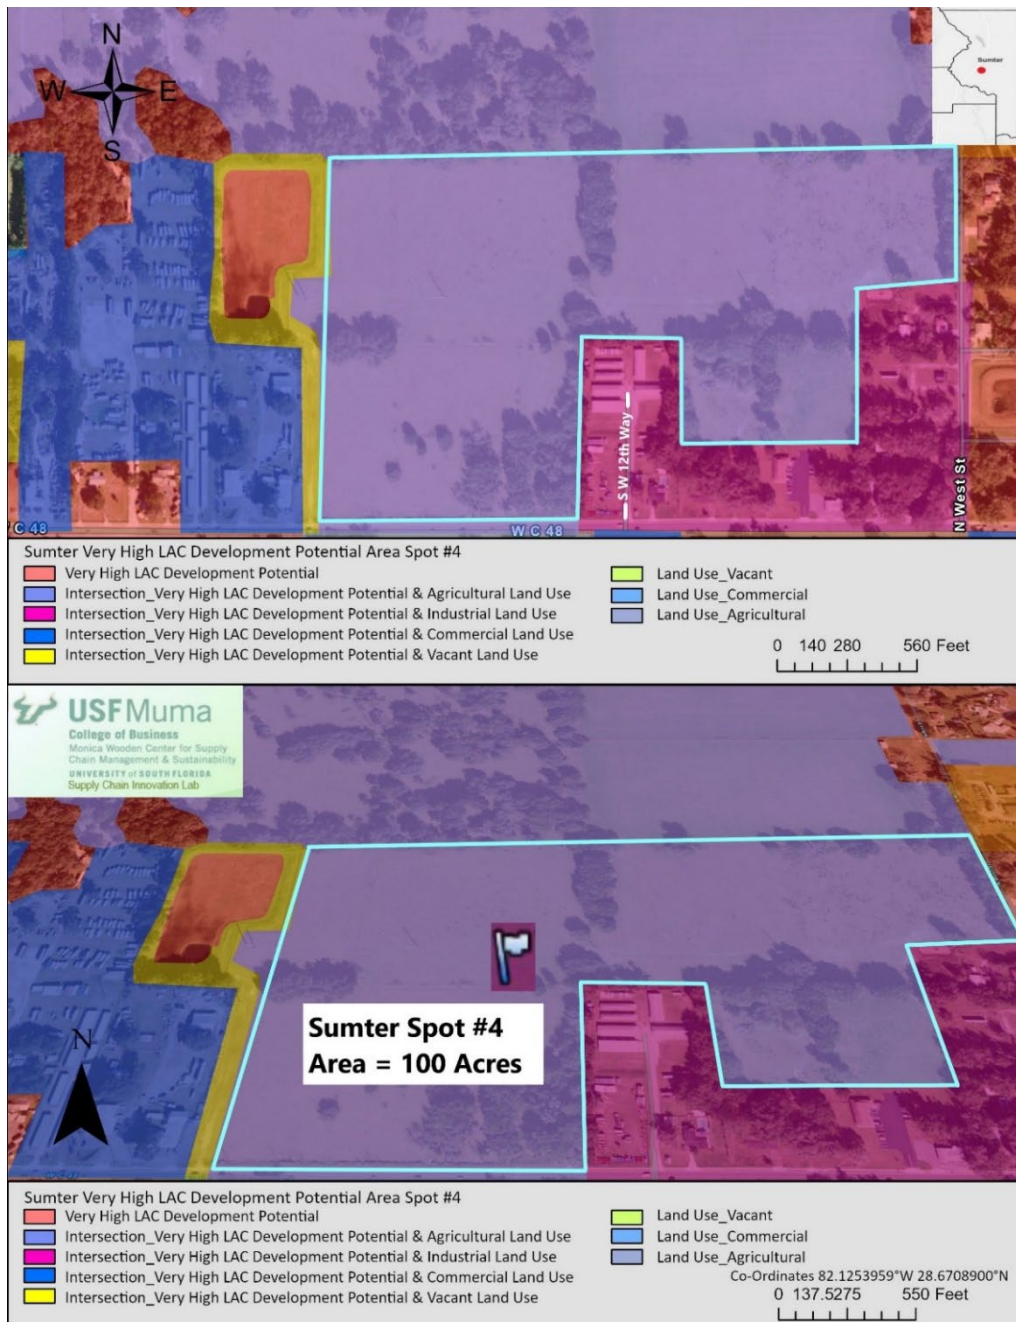 N
W E
S
Sumter
S W 12th Way
N West St
W C 48
W C 48
Sumter Very High LAC Development Potential Area Spot #4
Very High LAC Development Potential
Intersection_Very High LAC Development Potential & Agricultural Land Use
Intersection_Very High LAC Development Potential & Industrial Land Use
Intersection_Very High LAC Development Potential & Commercial Land Use
Intersection_Very High LAC Development Potential & Vacant Land Use
Land Use_Vacant
Land Use_Commercial
Land Use_Agricultural
0 140 280 560 Feet
USF Muma
College of Business
Monica Wooden Center for Supply
Chain Management & Sustainability
UNIVERSITY of SOUTH FLORIDA
Supply Chain Innovation Lab
Sumter Spot #4
Area = 100 Acres
N
Sumter Very High LAC Development Potential Area Spot #4
Very High LAC Development Potential
Intersection_Very High LAC Development Potential & Agricultural Land Use
Intersection_Very High LAC Development Potential & Industrial Land Use
Intersection_Very High LAC Development Potential & Commercial Land Use
Intersection_Very High LAC Development Potential & Vacant Land Use
Land Use_Vacant
Land Use_Commercial
Land Use_Agricultural
Co-Ordinates 82.1253959°W 28.6708900°N
0 137.5275 550 Feet